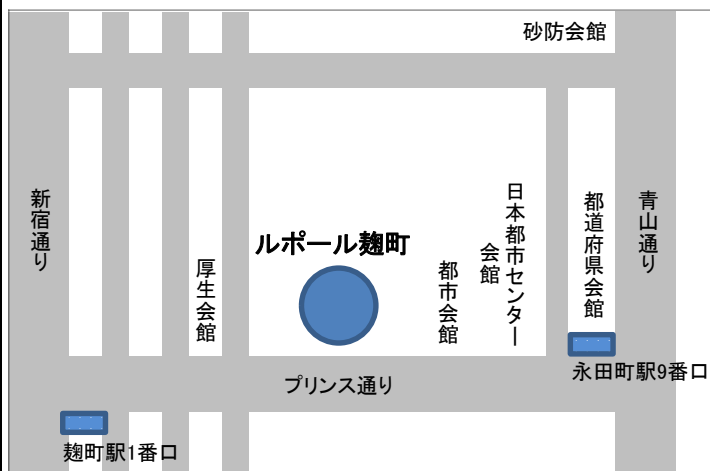 砂防会館
新宿通り
厚生会館
ルポール麹町
都市会館
日本都市センター
会館
都道府県会館
青山通り
プリンス通り
永田町駅9番口
麹町駅1番口